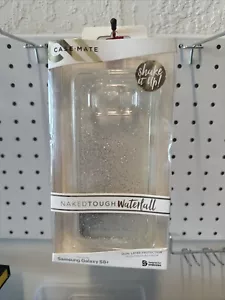 CASE-MATE
shake
it up!
NAKED TOUGH Waterfall
Samsung Galaxy S8+